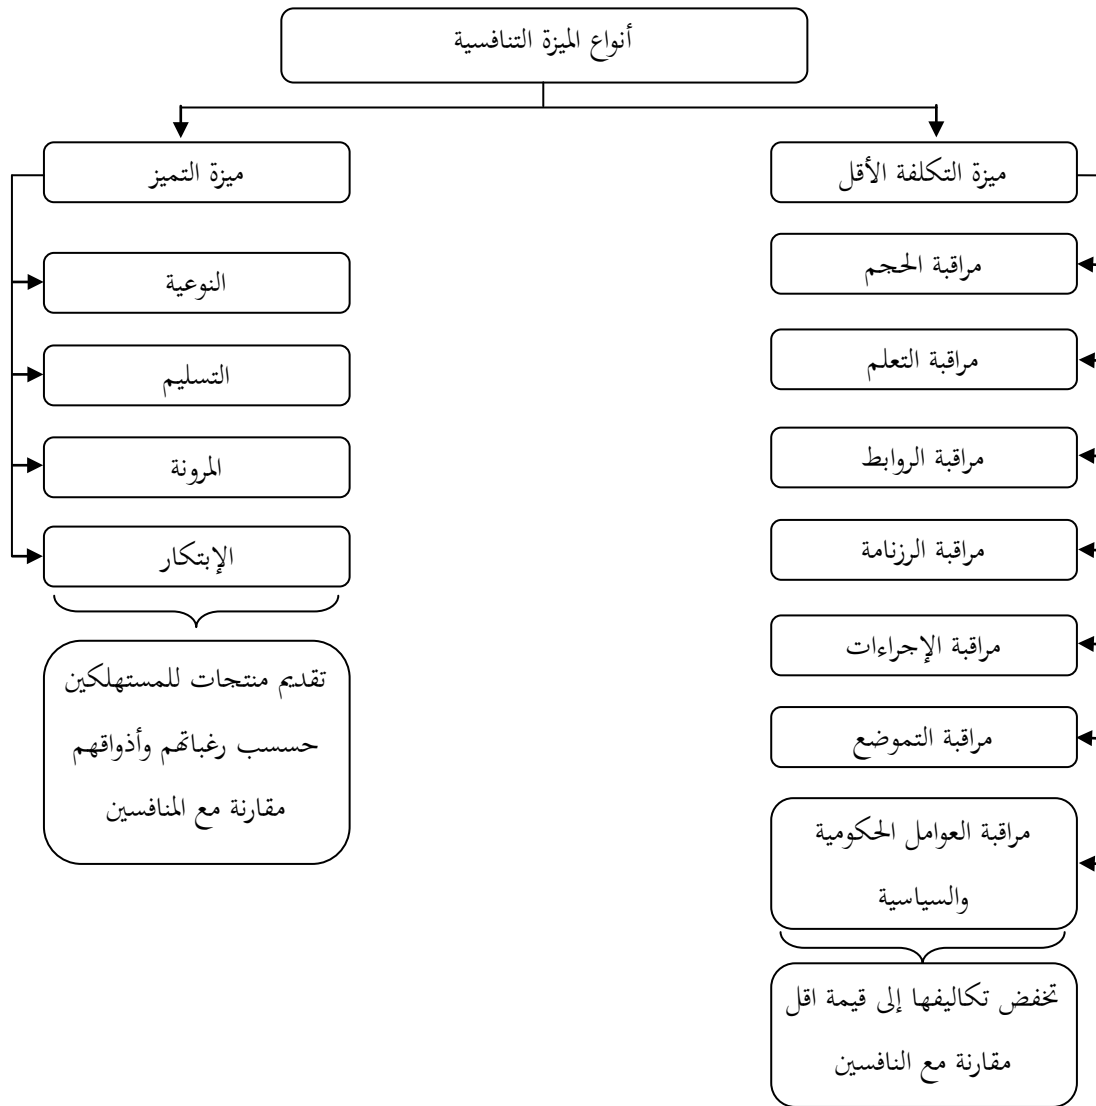 أنواع الميزة التنافسية
ميزة التكلفة الأقل
مراقبة الحجم
مراقبة التعلم
مراقبة الروابط
مراقبة الرزنامة
مراقبة الإجراءات
مراقبة التموضع
مراقبة العوامل الحكومية
والسياسية
تخفض تكاليفها إلى قيمة اقل
مقارنة مع النافسين
ميزة التميز
النوعية
التسليم
المرونة
الإبتكار
تقديم منتجات للمستهلكين
حسسب رغباتهم وأذواقهم
مقارنة مع المنافسين